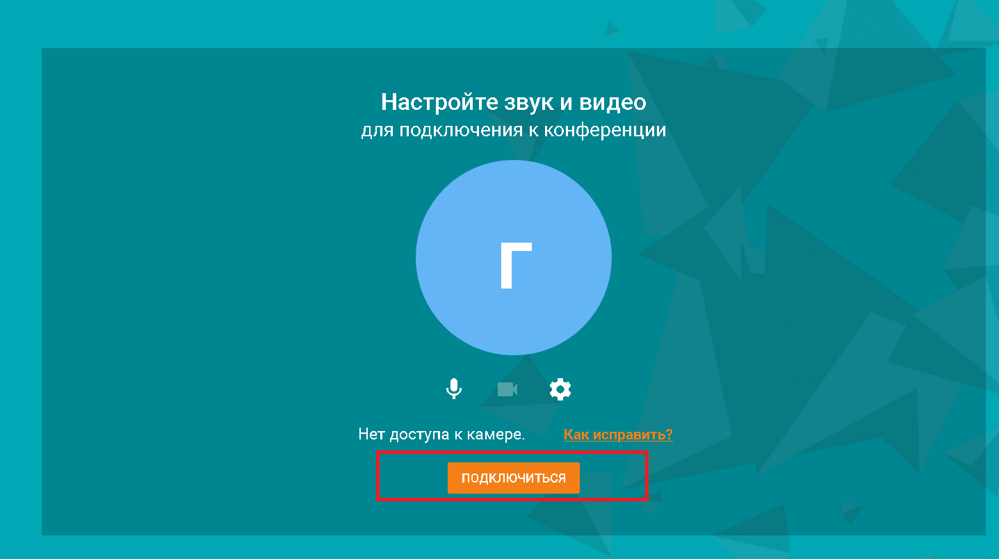 Настройте звук и видео
для подключения к конференции
Г
Нет доступа к камере. Как исправить?
ПОДКЛЮЧИТЬСЯ